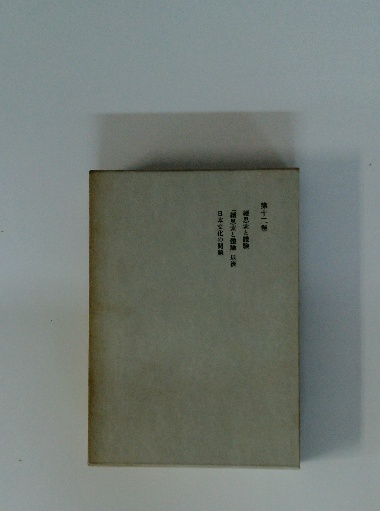 第十二巻
續思索と體驗
『續思索と體驗』以後
日本文化の問題